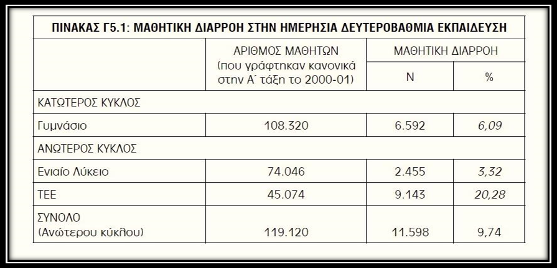 ΠΙΝΑΚΑΣ Γ5.1: ΜΑΘΗΤΙΚΗ ΔΙΑΡΡΟΗ ΣΤΗΝ ΗΜΕΡΗΣΙΑ ΔΕΥΤΕΡΟΒΑΘΜΙΑ ΕΚΠΑΙΔΕΥΣΗ
ΑΡΙΘΜΟΣ ΜΑΘΗΤΩΝ ΜΑΘΗΤΙΚΗ ΔΙΑΡΡΟΗ
(που γράφτηκαν κανονικά
στην Α΄ τάξη το 2000-01) Ν %
ΚΑΤΩΤΕΡΟΣ ΚΥΚΛΟΣ
Γυμνάσιο 108.320 6.592 6,09
ΑΝΩΤΕΡΟΣ ΚΥΚΛΟΣ
Ενιαίο Λύκειο 74.046 2.455 3,32
ΤΕΕ 45.074 9.143 20,28
ΣΥΝΟΛΟ
(Ανώτερου κύκλου) 119.120 11.598 9,74